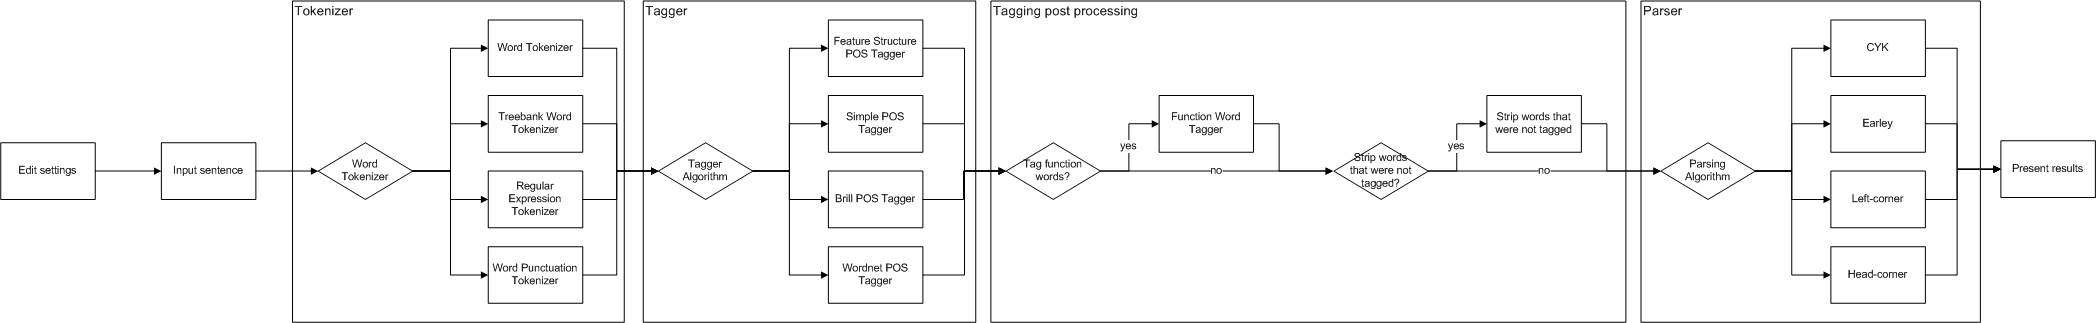 Edit settings
Input sentence
Tokenizer
Word
Tokenizer
Word Tokenizer
Treebank Word
Tokenizer
Regular
Expression
Tokenizer
Word Punctuation
Tokenizer
Tagger
Tagger
Algorithm
Feature Structure
POS Tagger
Simple POS
Tagger
Brill POS Tagger
Wordnet POS
Tagger
Tagging post processing
Tag function
words?
yes
no
Function Word
Tagger
Strip words
that were not
tagged?
yes
no
Strip words that
were not tagged
Parser
Parsing
Algorithm
CYK
Earley
Left-corner
Head-corner
Present results